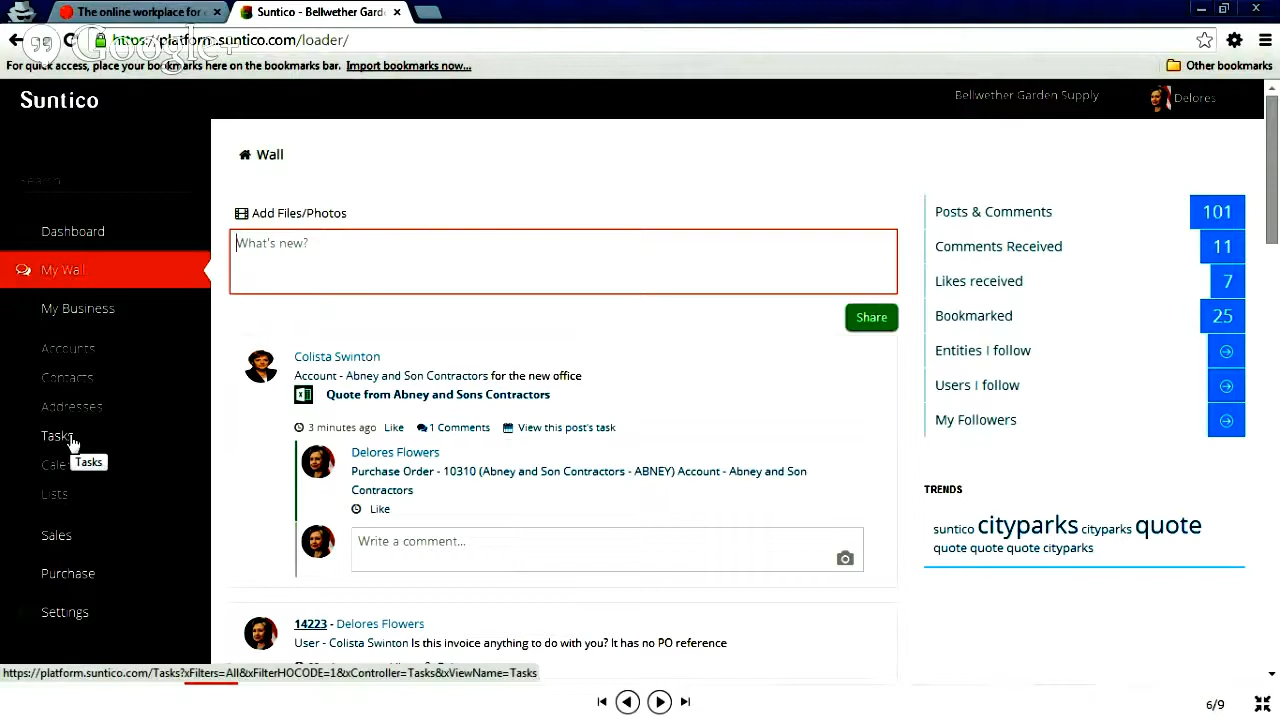 The online workplace for
Suntico - Bellwether Gard
https://platform.suntico.com/loader/
Google+
For quick access, place your bookmarks here on the bookmarks bar. Import bookmarks now...
Other bookmarks
Suntico
Bellwether Garden Supply
Delores
Search
Wall
Dashboard
My Wall
My Business
Accounts
Contacts
Addresses
Tasks
Tasks
Lists
Sales
Purchase
Settings
Add Files/Photos
What's new?
Share
Colista Swinton
Account - Abney and Son Contractors for the new office
Quote from Abney and Sons Contractors
3 minutes ago Like 1 Comments View this post's task
Delores Flowers
Purchase Order - 10310 (Abney and Son Contractors - ABNEY) Account - Abney and Son
Contractors
Like
Write a comment...
14223 - Delores Flowers
User - Colista Swinton Is this invoice anything to do with you? It has no PO reference
Posts & Comments 101
Comments Received 11
Likes received 7
Bookmarked 25
Entities I follow
Users I follow
My Followers
TRENDS
suntico cityparks cityparks quote
quote quote quote cityparks
https://platform.suntico.com/Tasks?xFilters=All&xFilterHOCODE=1&xController=Tasks&xViewName=Tasks
6/9